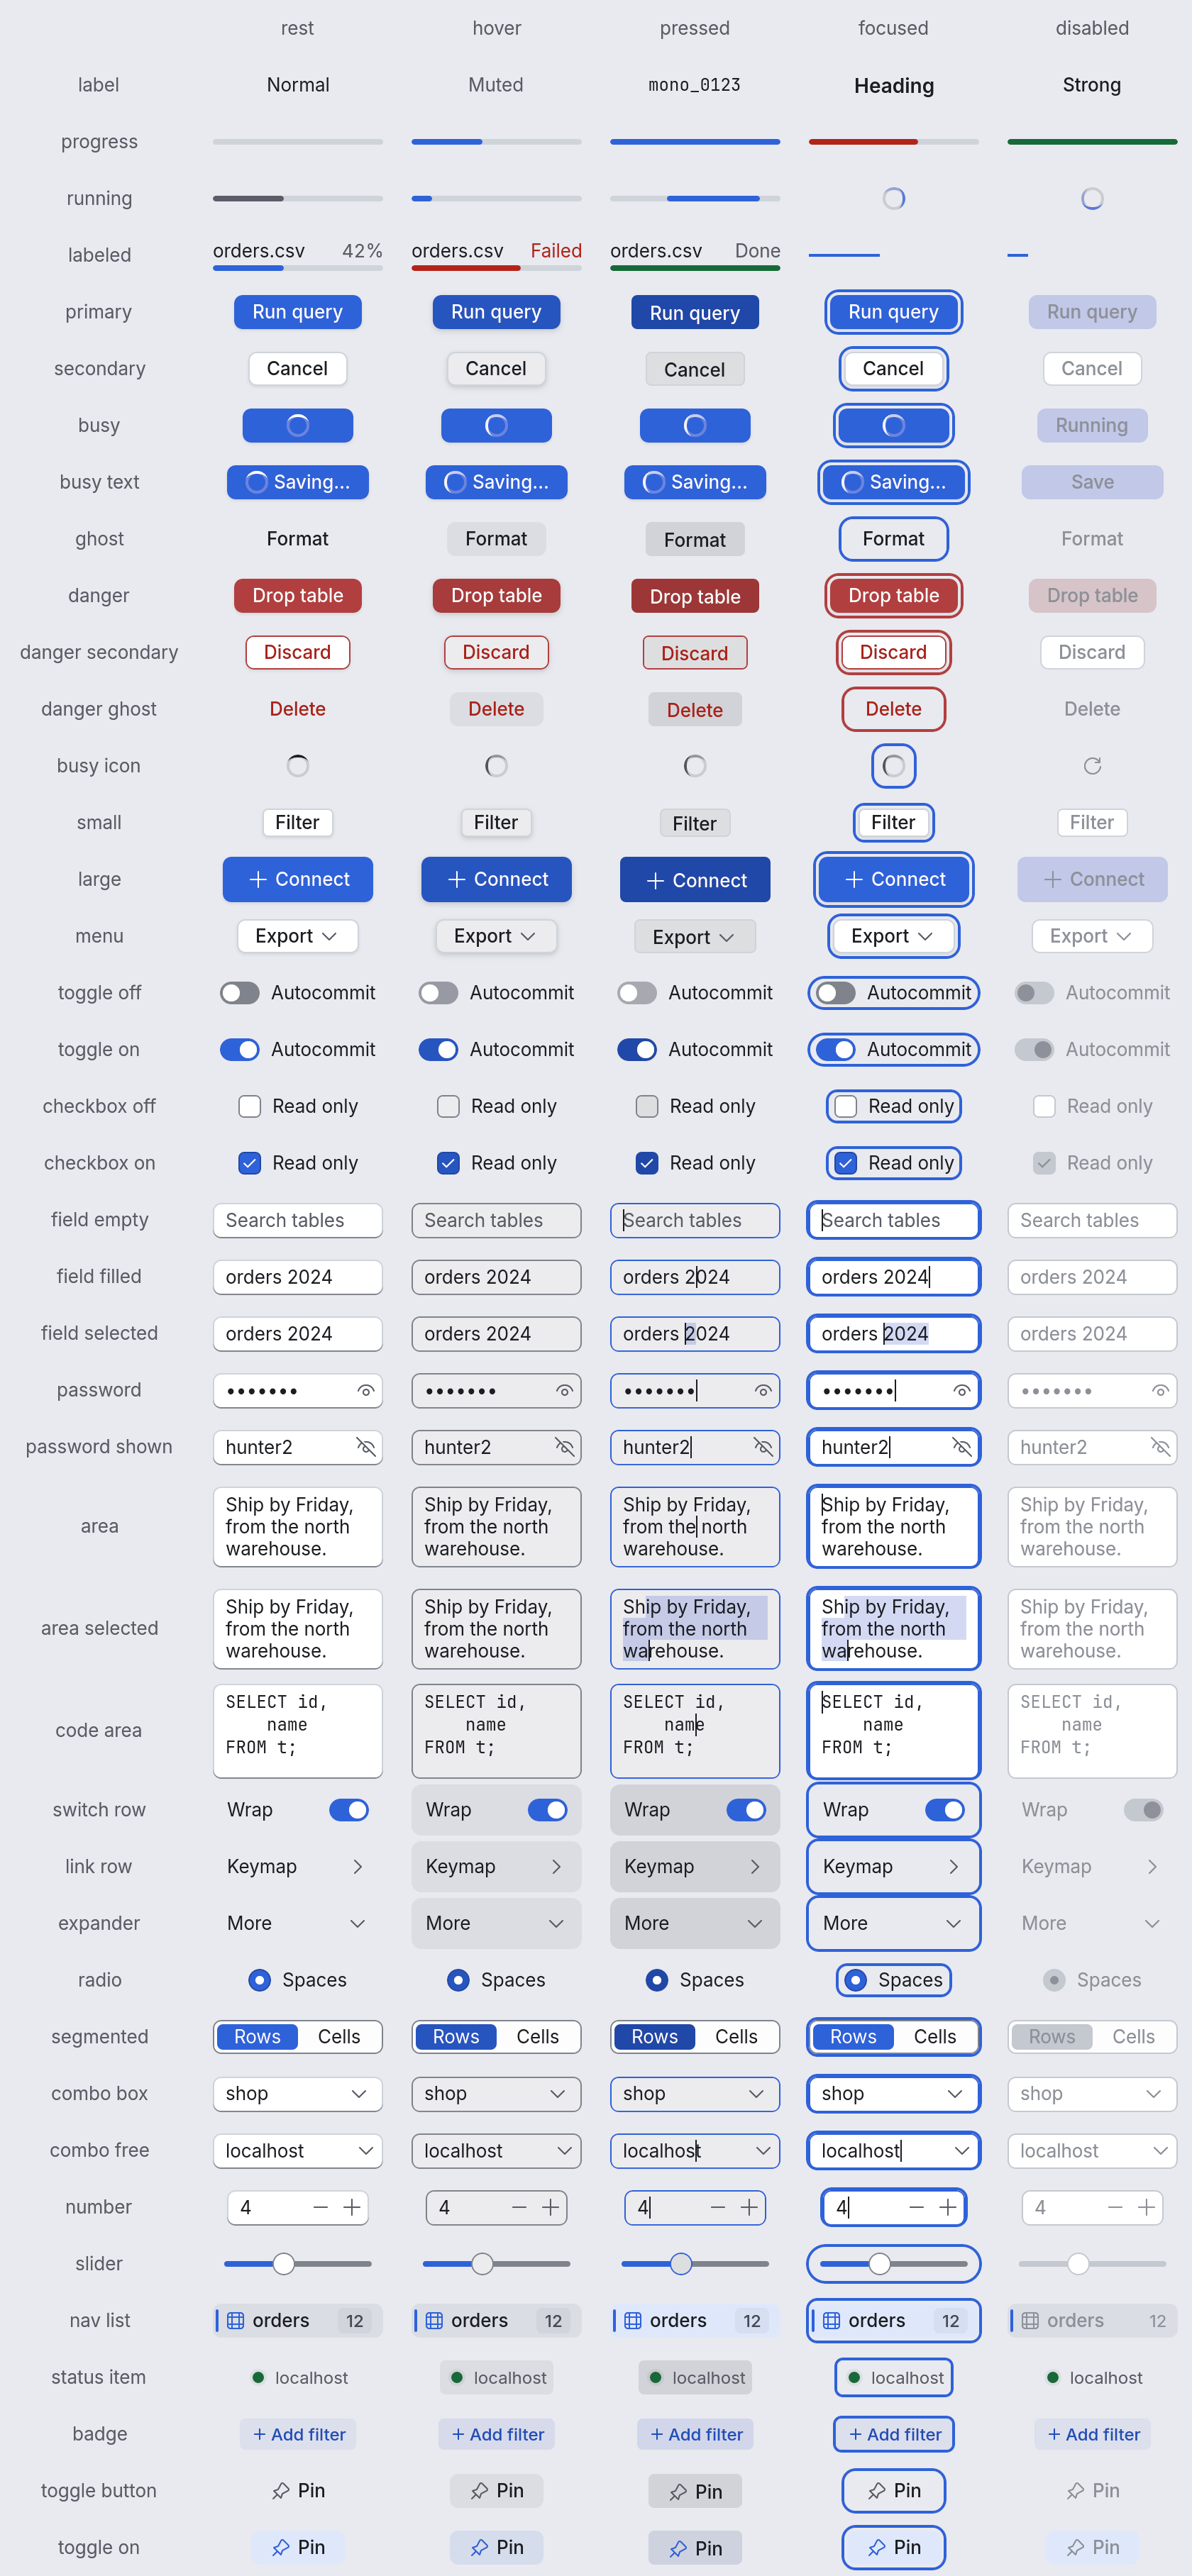 rest hover pressed focused disabled
label Normal Muted mono_0123 Heading Strong
progress
running
labeled orders.csv 42% orders.csv Failed orders.csv Done
primary Run query Run query Run query Run query Run query
secondary Cancel Cancel Cancel Cancel Cancel
busy Running
busy text Saving... Saving... Saving... Saving... Save
ghost Format Format Format Format Format
danger Drop table Drop table Drop table Drop table Drop table
danger secondary Discard Discard Discard Discard Discard
danger ghost Delete Delete Delete Delete Delete
busy icon
small Filter Filter Filter Filter Filter
large Connect Connect Connect Connect Connect
menu Export Export Export Export Export
toggle off Autocommit Autocommit Autocommit Autocommit Autocommit
toggle on Autocommit Autocommit Autocommit Autocommit Autocommit
checkbox off Read only Read only Read only Read only Read only
checkbox on Read only Read only Read only Read only Read only
field empty Search tables Search tables Search tables Search tables Search tables
field filled orders 2024 orders 2024 orders 2024 orders 2024 orders 2024
field selected orders 2024 orders 2024 orders 2024 orders 2024 orders 2024
password ••••••• ••••••• ••••••• ••••••• •••••••
password shown hunter2 hunter2 hunter2 hunter2 hunter2
Ship by Friday, Ship by Friday, Ship by Friday, Ship by Friday, Ship by Friday,
area from the north from the north from the north from the north from the north
warehouse. warehouse. warehouse. warehouse. warehouse.
Ship by Friday, Ship by Friday, Ship by Friday, Ship by Friday, Ship by Friday,
area selected from the north from the north from the north from the north from the north
warehouse. warehouse. warehouse. warehouse. warehouse.
SELECT id, SELECT id, SELECT id, SELECT id, SELECT id,
code area name name name name name
FROM t; FROM t; FROM t; FROM t; FROM t;
switch row Wrap Wrap Wrap Wrap Wrap
link row Keymap Keymap Keymap Keymap Keymap
expander More More More More More
radio Spaces Spaces Spaces Spaces Spaces
segmented Rows Cells Rows Cells Rows Cells Rows Cells Rows Cells
combo box shop shop shop shop shop
combo free localhost localhost localhost localhost localhost
number 4 4 4 4 4
slider
nav list orders 12 orders 12 orders 12 orders 12 orders 12
status item localhost localhost localhost localhost localhost
badge + Add filter + Add filter + Add filter + Add filter + Add filter
toggle button Pin Pin Pin Pin Pin
toggle on Pin Pin Pin Pin Pin